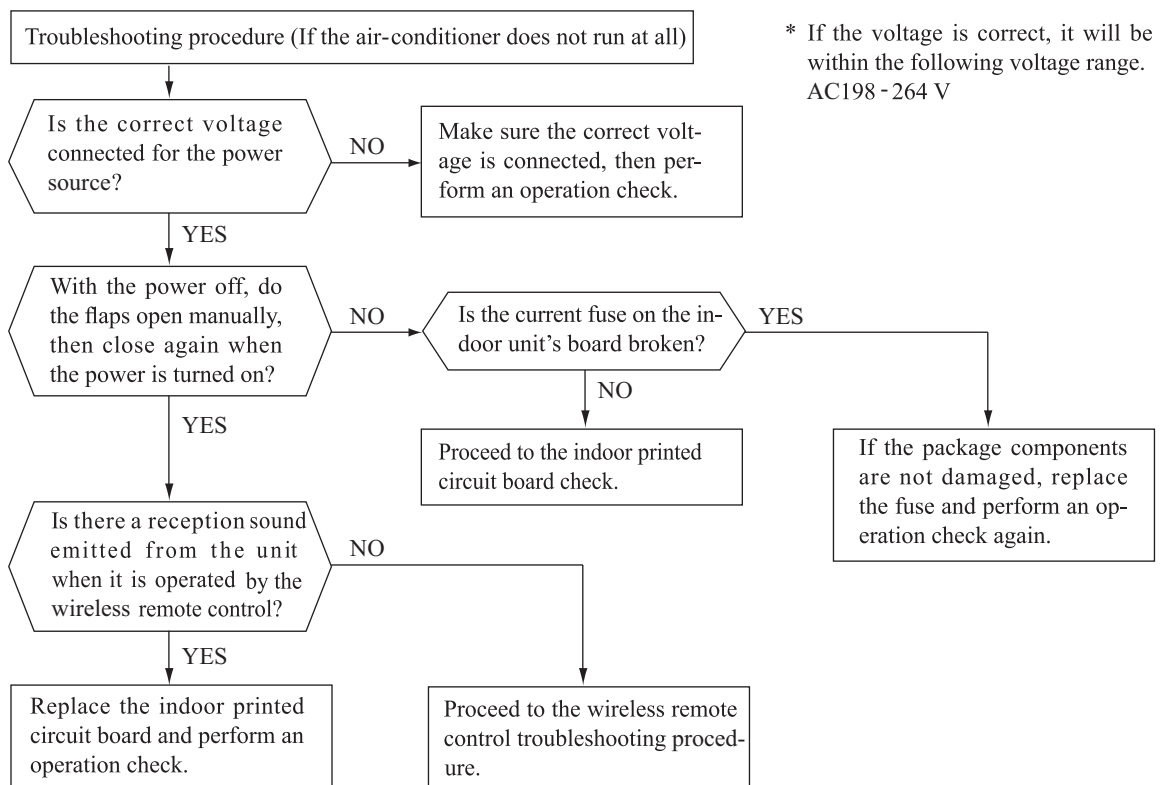 Troubleshooting procedure (If the air-conditioner does not run at all)
* If the voltage is correct, it will be
within the following voltage range.
AC198 - 264 V
Is the correct voltage
connected for the power
source?
NO
Make sure the correct volt-
age is connected, then per-
form an operation check.
YES
With the power off, do
the flaps open manually,
then close again when
the power is turned on?
NO
Is the current fuse on the in-
door unit's board broken?
YES
NO
YES
Proceed to the indoor printed
circuit board check.
If the package components
are not damaged, replace
the fuse and perform an op-
eration check again.
Is there a reception sound
emitted from the unit
when it is operated by the
wireless remote control?
NO
YES
Replace the indoor printed
circuit board and perform an
operation check.
Proceed to the wireless remote
control troubleshooting proced-
ure.